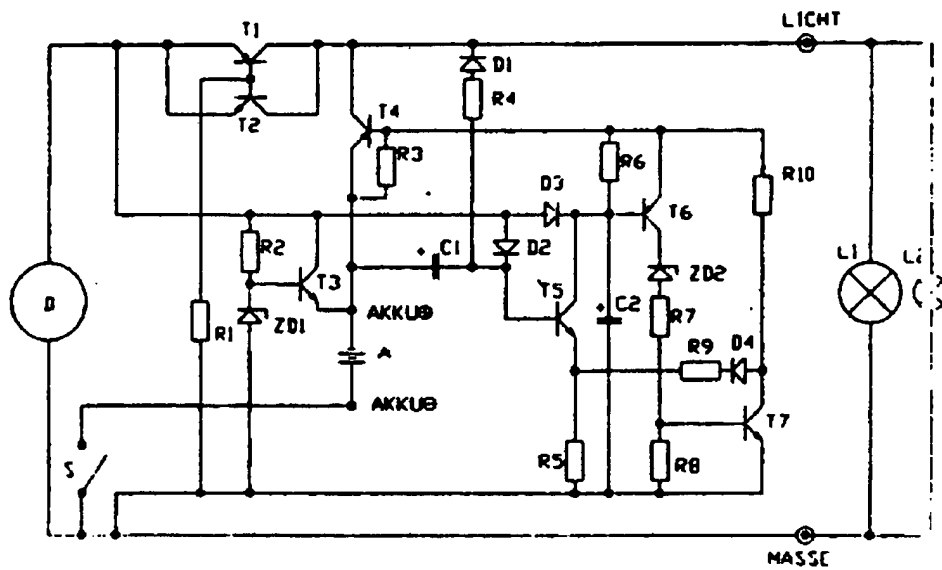 T1
LICHT
D1
T2
R4
T4
R3
R6
R10
D3
T6
R2
C1
D2
L1
T3
T5
ZD2
D
ZD1
AKKU⊕
C2
R7
R1
A
R9
D4
AKKU⊖
T7
S
R5
R8
MASSE